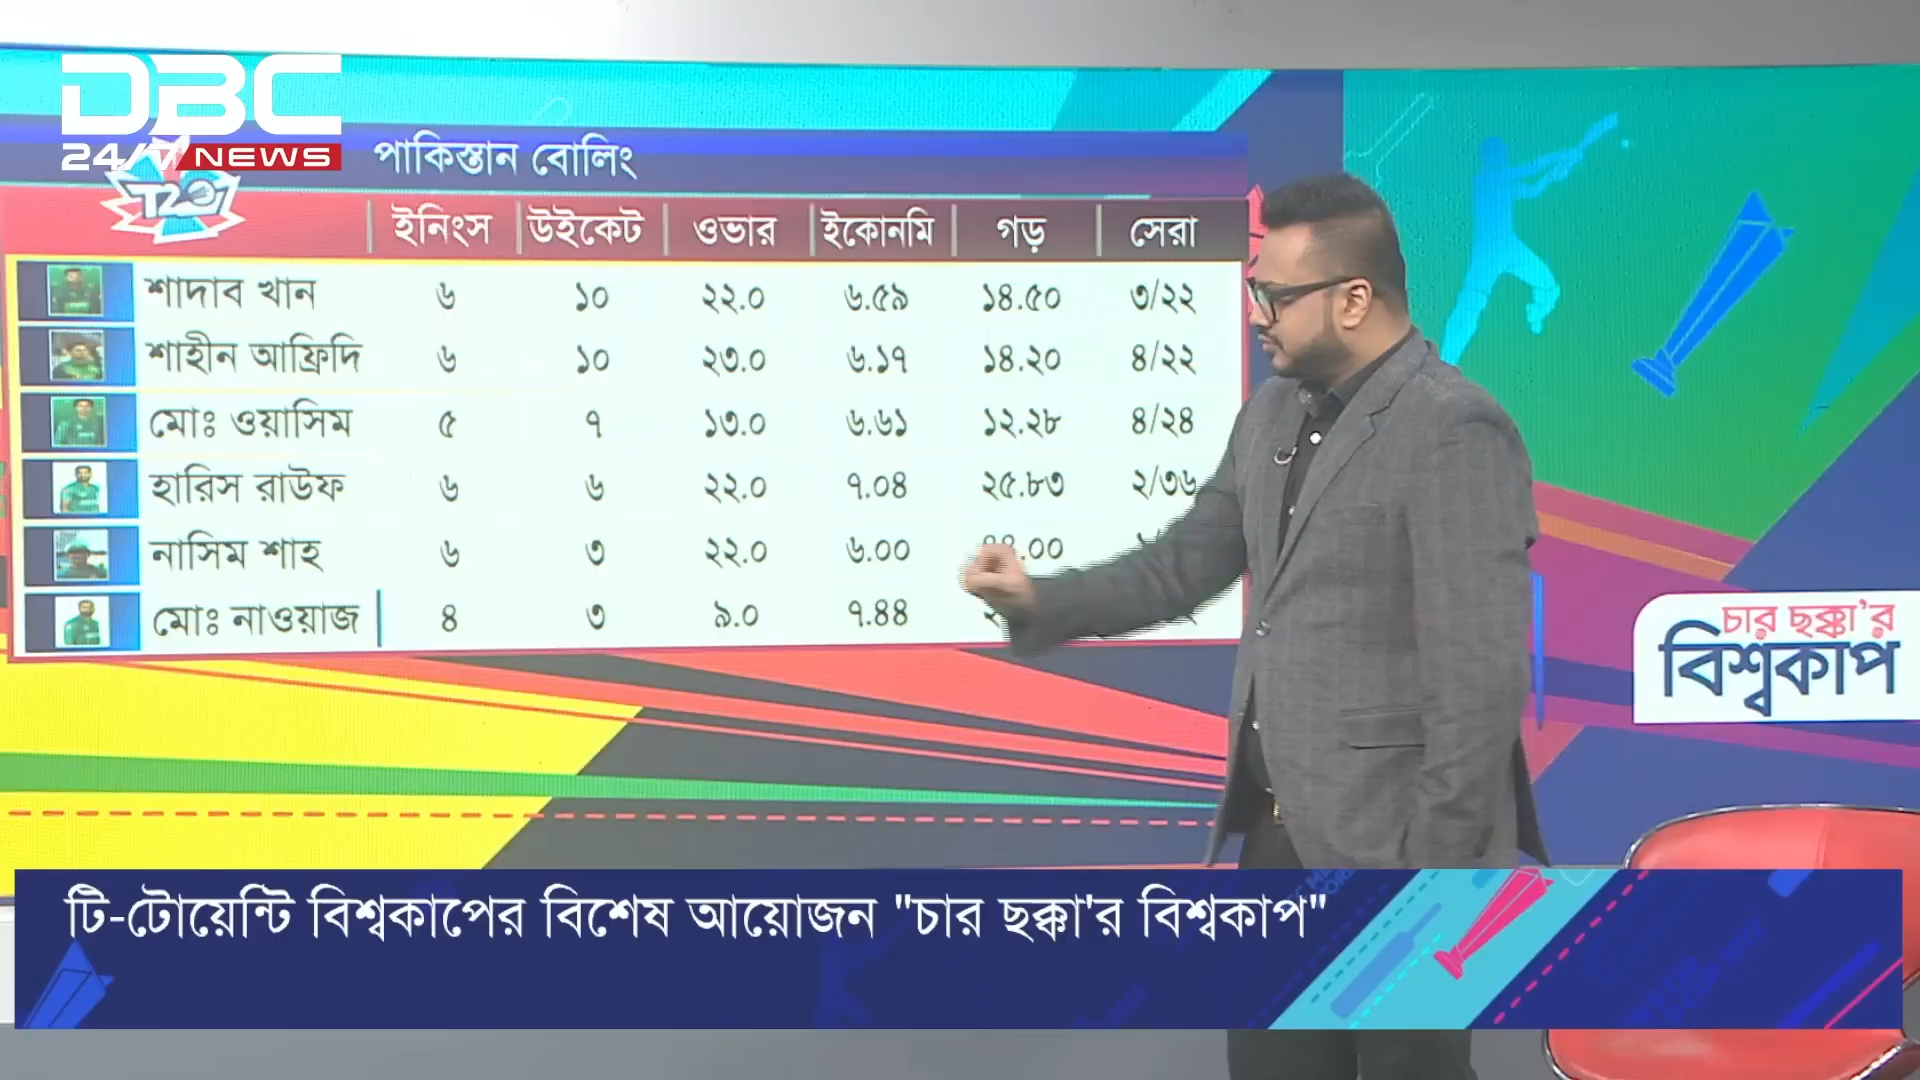 DBC
24/7 NEWS
T20
পাকিস্তান বোলিং
ইনিংস উইকেট ওভার ইকোনমি গড় সেরা
শাদাব খান ৬ ১০ ২২.০ ৬.৫৯ ১৪.৫০ ৩/২২
শাহীন আফ্রিদি ৬ ১০ ২৩.০ ৬.১৭ ১৪.২০ ৪/২২
মোঃ ওয়াসিম ৫ ৭ ১৩.০ ৬.৬১ ১২.২৮ ৪/২৪
হারিস রাউফ ৬ ৬ ২২.০ ৭.০৪ ২৫.৮৩ ২/৩৬
নাসিম শাহ ৬ ৩ ২২.০ ৬.০০
মোঃ নাওয়াজ ৪ ৩ ৯.০ ৭.৪৪
চার ছক্কা'র
বিশ্বকাপ
টি-টোয়েন্টি বিশ্বকাপের বিশেষ আয়োজন "চার ছক্কা'র বিশ্বকাপ"